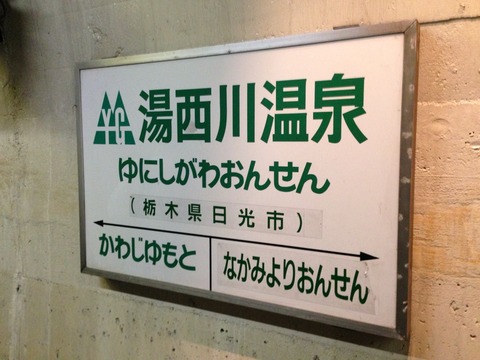 湯西川温泉
ゆにしがわおんせん
(栃木県日光市)
かわじゆもと
なかみよりおんせん